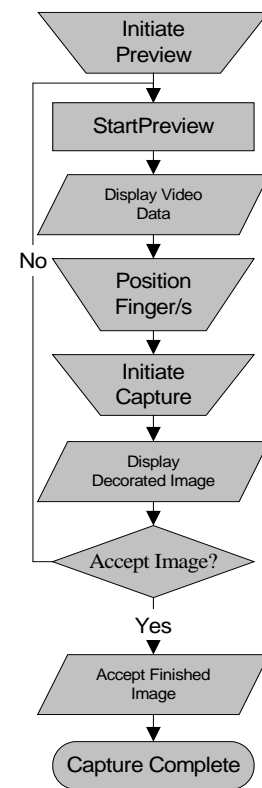 Initiate
Preview
StartPreview
Display Video
Data
No
Position
Finger/s
Initiate
Capture
Display
Decorated Image
Accept Image?
Yes
Accept Finished
Image
Capture Complete